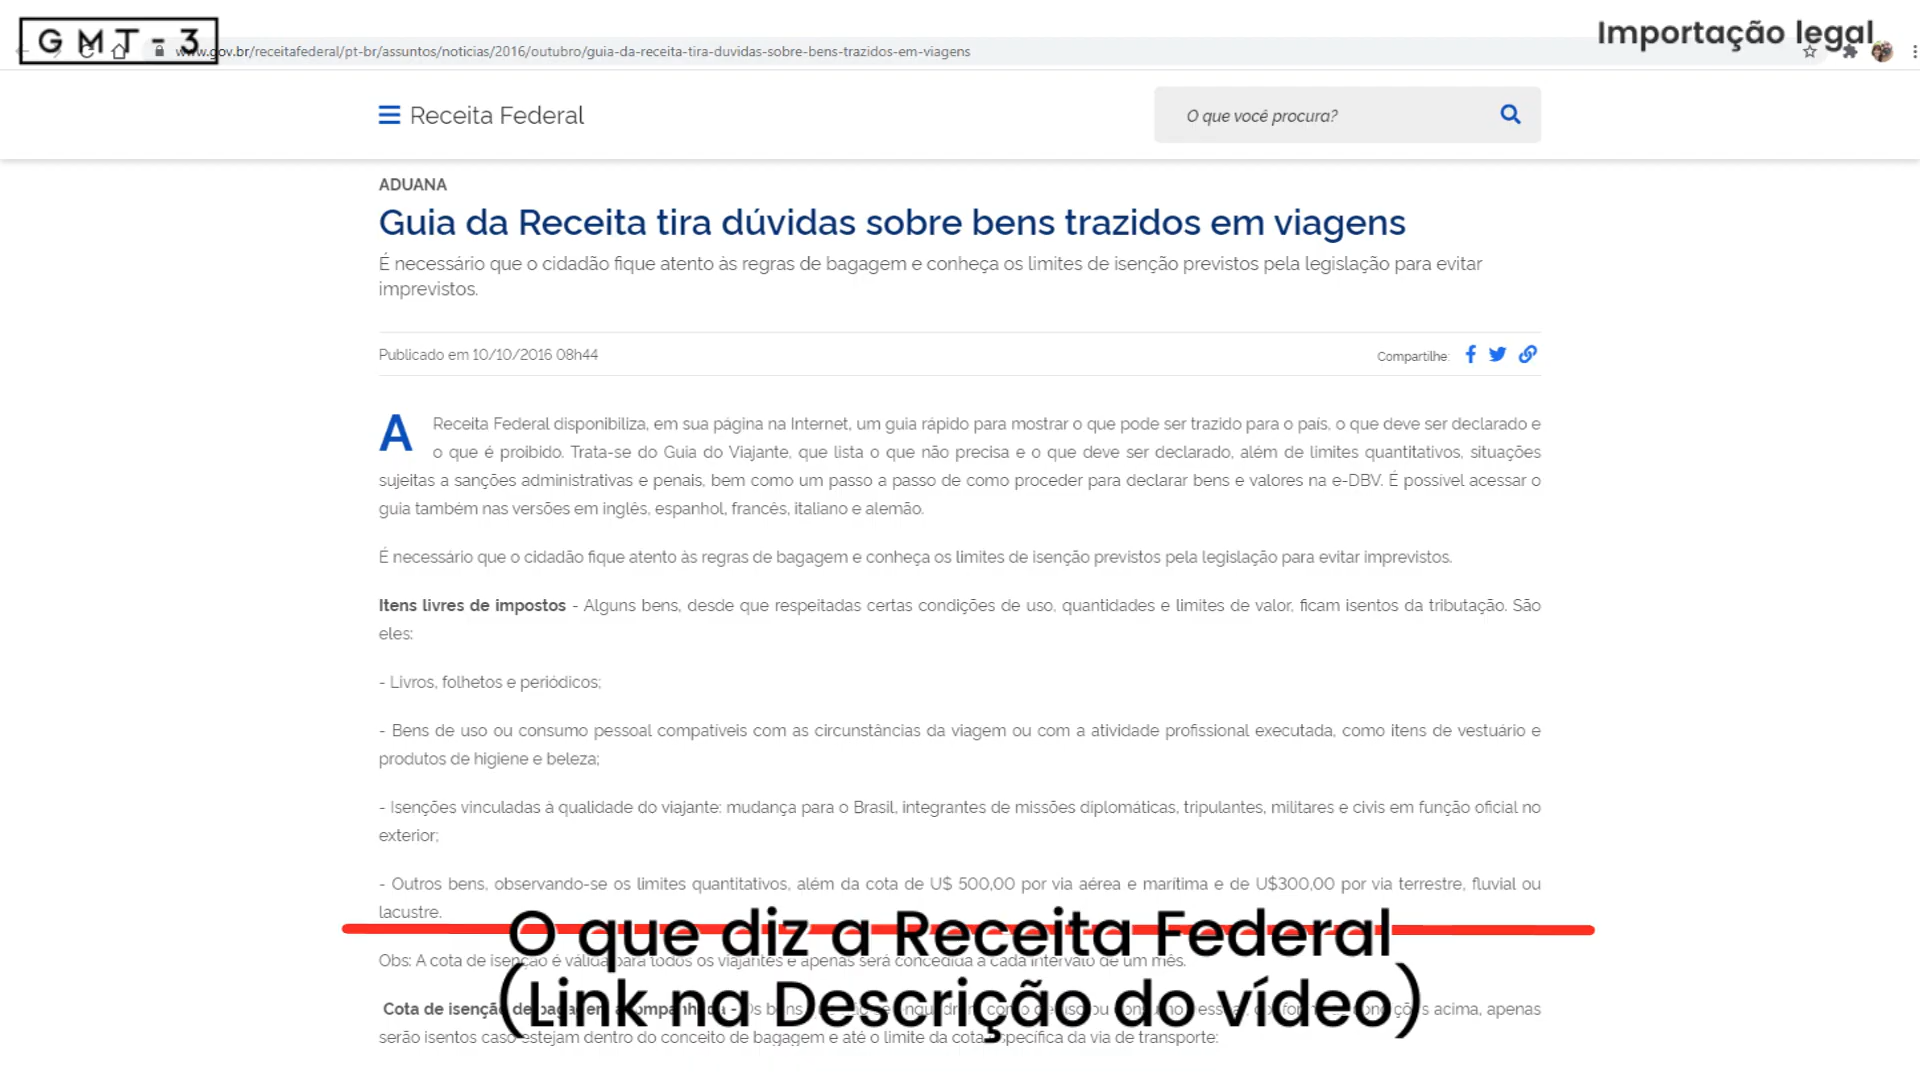 GMT-3
Importação legal
www.gov.br/receitafederal/pt-br/assuntos/noticias/2016/outubro/guia-da-receita-tira-duvidas-sobre-bens-trazidos-em-viagens
Receita Federal
O que você procura?
ADUANA
Guia da Receita tira dúvidas sobre bens trazidos em viagens
É necessário que o cidadão fique atento às regras de bagagem e conheça os limites de isenção previstos pela legislação para evitar
imprevistos.
Publicado em 10/10/2016 08h44
Compartilhe:
A Receita Federal disponibiliza, em sua página na Internet, um guia rápido para mostrar o que pode ser trazido para o país, o que deve ser declarado e
o que é proibido. Trata-se do Guia do Viajante, que lista o que não precisa e o que deve ser declarado, além de limites quantitativos, situações
sujeitas a sanções administrativas e penais, bem como um passo a passo de como proceder para declarar bens e valores na e-DBV. É possível acessar o
guia também nas versões em inglês, espanhol, francês, italiano e alemão.
É necessário que o cidadão fique atento às regras de bagagem e conheça os limites de isenção previstos pela legislação para evitar imprevistos.
Itens livres de impostos - Alguns bens, desde que respeitadas certas condições de uso, quantidades e limites de valor, ficam isentos da tributação. São
eles:
- Livros, folhetos e periódicos;
- Bens de uso ou consumo pessoal compatíveis com as circunstâncias da viagem ou com a atividade profissional executada, como itens de vestuário e
produtos de higiene e beleza;
- Isenções vinculadas à qualidade do viajante: mudança para o Brasil, integrantes de missões diplomáticas, tripulantes, militares e civis em função oficial no
exterior;
- Outros bens, observando-se os limites quantitativos, além da cota de U$ 500,00 por via aérea e marítima e de U$300,00 por via terrestre, fluvial ou
lacustre.
O que diz a Receita Federal
Obs: A cota de isenção é válida para todos os viajantes e apenas será concedida a cada intervalo de um mês.
(Link na Descrição do vídeo)
Cota de isenção de bagagem acompanhada - Os bens acima, apenas
serão isentos caso estejam dentro do conceito de bagagem e até o limite da cota específica da via de transporte: